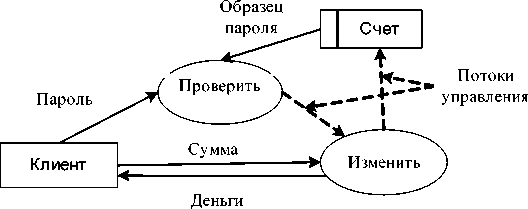 Образец
пароля
Счет
Проверить
Потоки
управления
Пароль
Сумма
Клиент
Изменить
Деньги